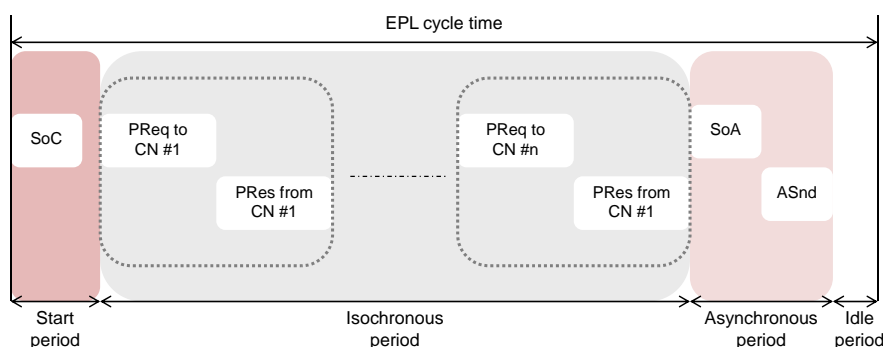 EPL cycle time
SoC
PReq to
CN #1
PRes from
CN #1
PReq to
CN #n
PRes from
CN #1
SoA
ASnd
Start
period
Isochronous
period
Asynchronous
period
Idle
period